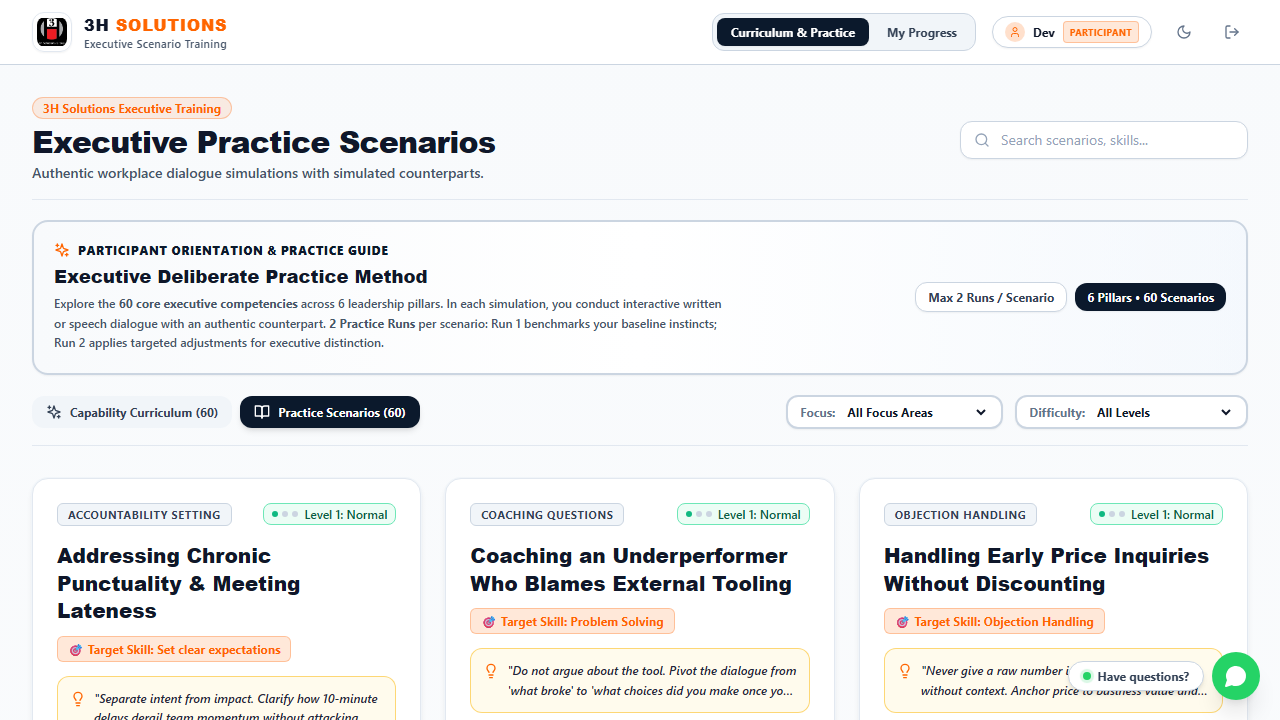 3H SOLUTIONS
Executive Scenario Training
Curriculum & Practice
My Progress
Dev
PARTICIPANT
3H Solutions Executive Training
Executive Practice Scenarios
Authentic workplace dialogue simulations with simulated counterparts.
Search scenarios, skills...
PARTICIPANT ORIENTATION & PRACTICE GUIDE
Executive Deliberate Practice Method
Explore the 60 core executive competencies across 6 leadership pillars. In each simulation, you conduct interactive written
or speech dialogue with an authentic counterpart. 2 Practice Runs per scenario: Run 1 benchmarks your baseline instincts;
Run 2 applies targeted adjustments for executive distinction.
Max 2 Runs / Scenario
6 Pillars • 60 Scenarios
Capability Curriculum (60)
Practice Scenarios (60)
Focus: All Focus Areas
Difficulty: All Levels
ACCOUNTABILITY SETTING
Level 1: Normal
Addressing Chronic
Punctuality & Meeting
Lateness
Target Skill: Set clear expectations
"Separate intent from impact. Clarify how 10-minute
delays derail team momentum without attacking
COACHING QUESTIONS
Level 1: Normal
Coaching an Underperformer
Who Blames External Tooling
Target Skill: Problem Solving
"Do not argue about the tool. Pivot the dialogue from
'what broke' to 'what choices did you make once yo...
OBJECTION HANDLING
Level 1: Normal
Handling Early Price Inquiries
Without Discounting
Target Skill: Objection Handling
"Never give a raw number
without context. Anchor price to business value and...
Have questions?